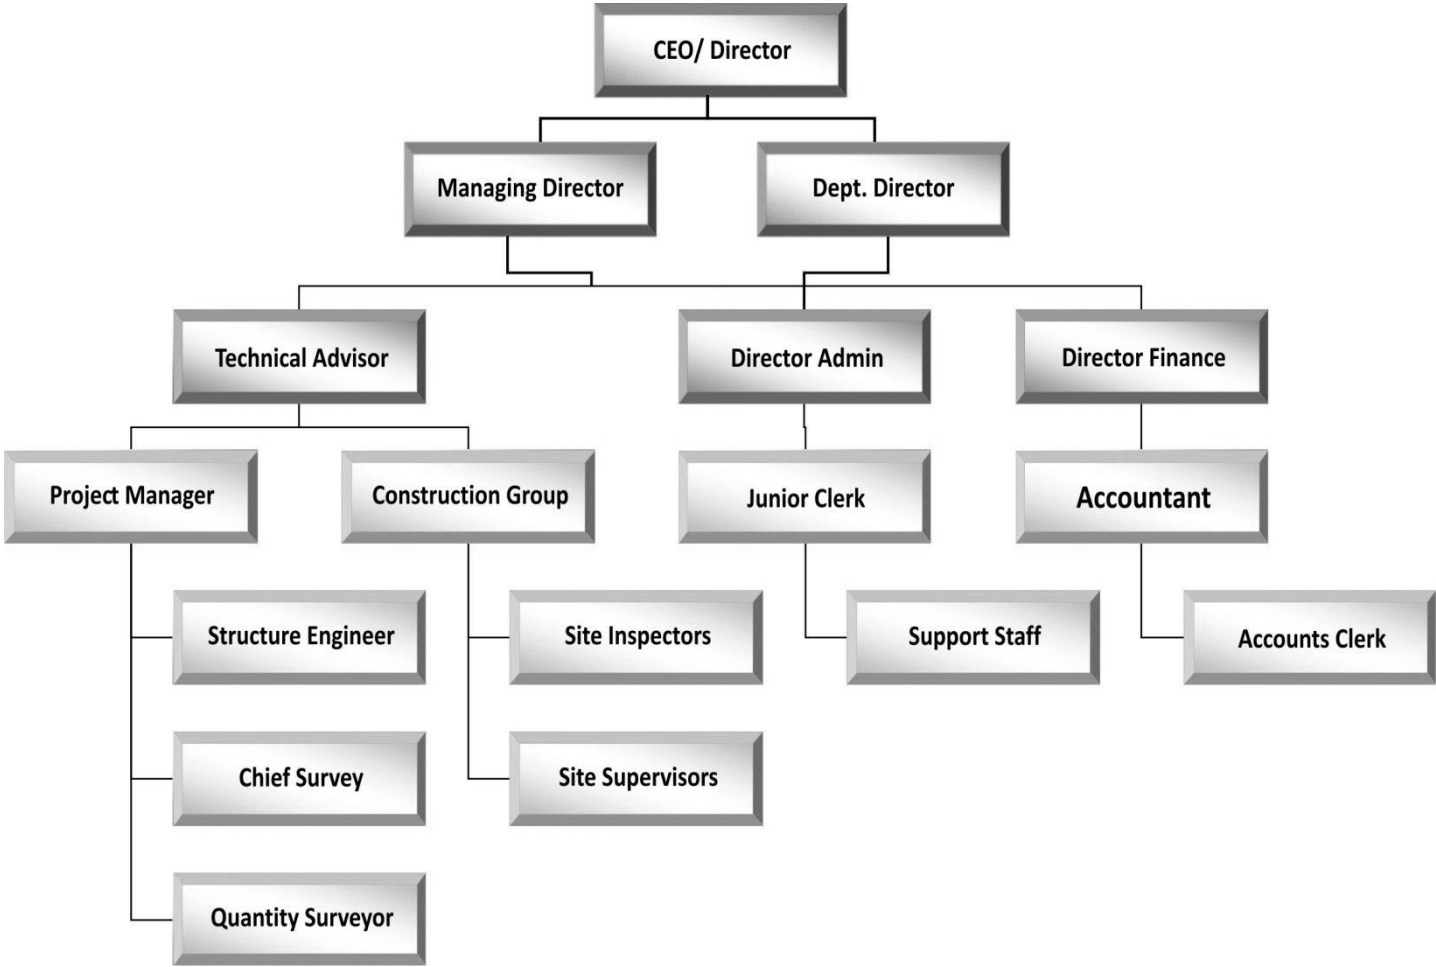 CEO/ Director
Managing Director
Dept. Director
Technical Advisor
Director Admin
Director Finance
Project Manager
Construction Group
Junior Clerk
Accountant
Structure Engineer
Site Inspectors
Support Staff
Accounts Clerk
Chief Survey
Site Supervisors
Quantity Surveyor